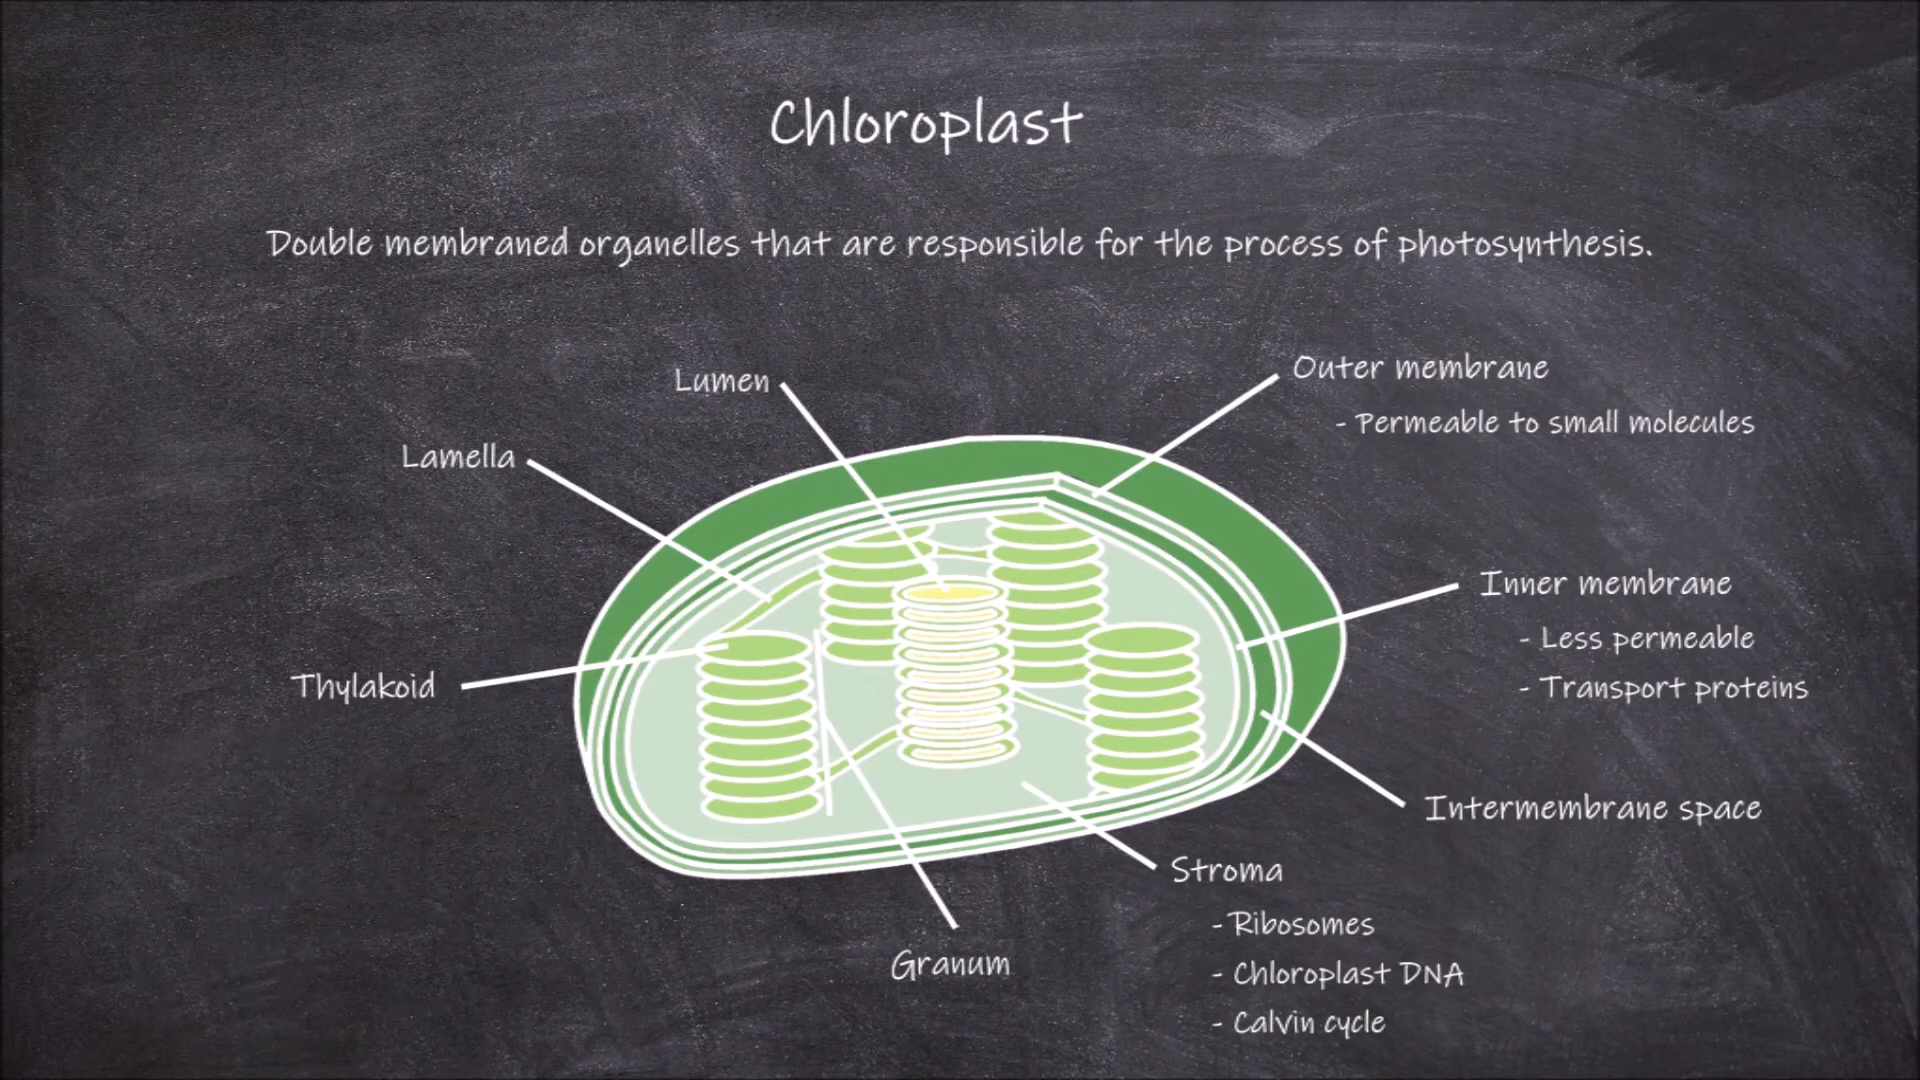 Chloroplast
Double membraned organelles that are responsible for the process of photosynthesis.
Lumen
Lamella
Thylakoid
Granum
Outer membrane
- Permeable to small molecules
Inner membrane
- Less permeable
- Transport proteins
Intermembrane space
Stroma
- Ribosomes
- Chloroplast DNA
- Calvin cycle